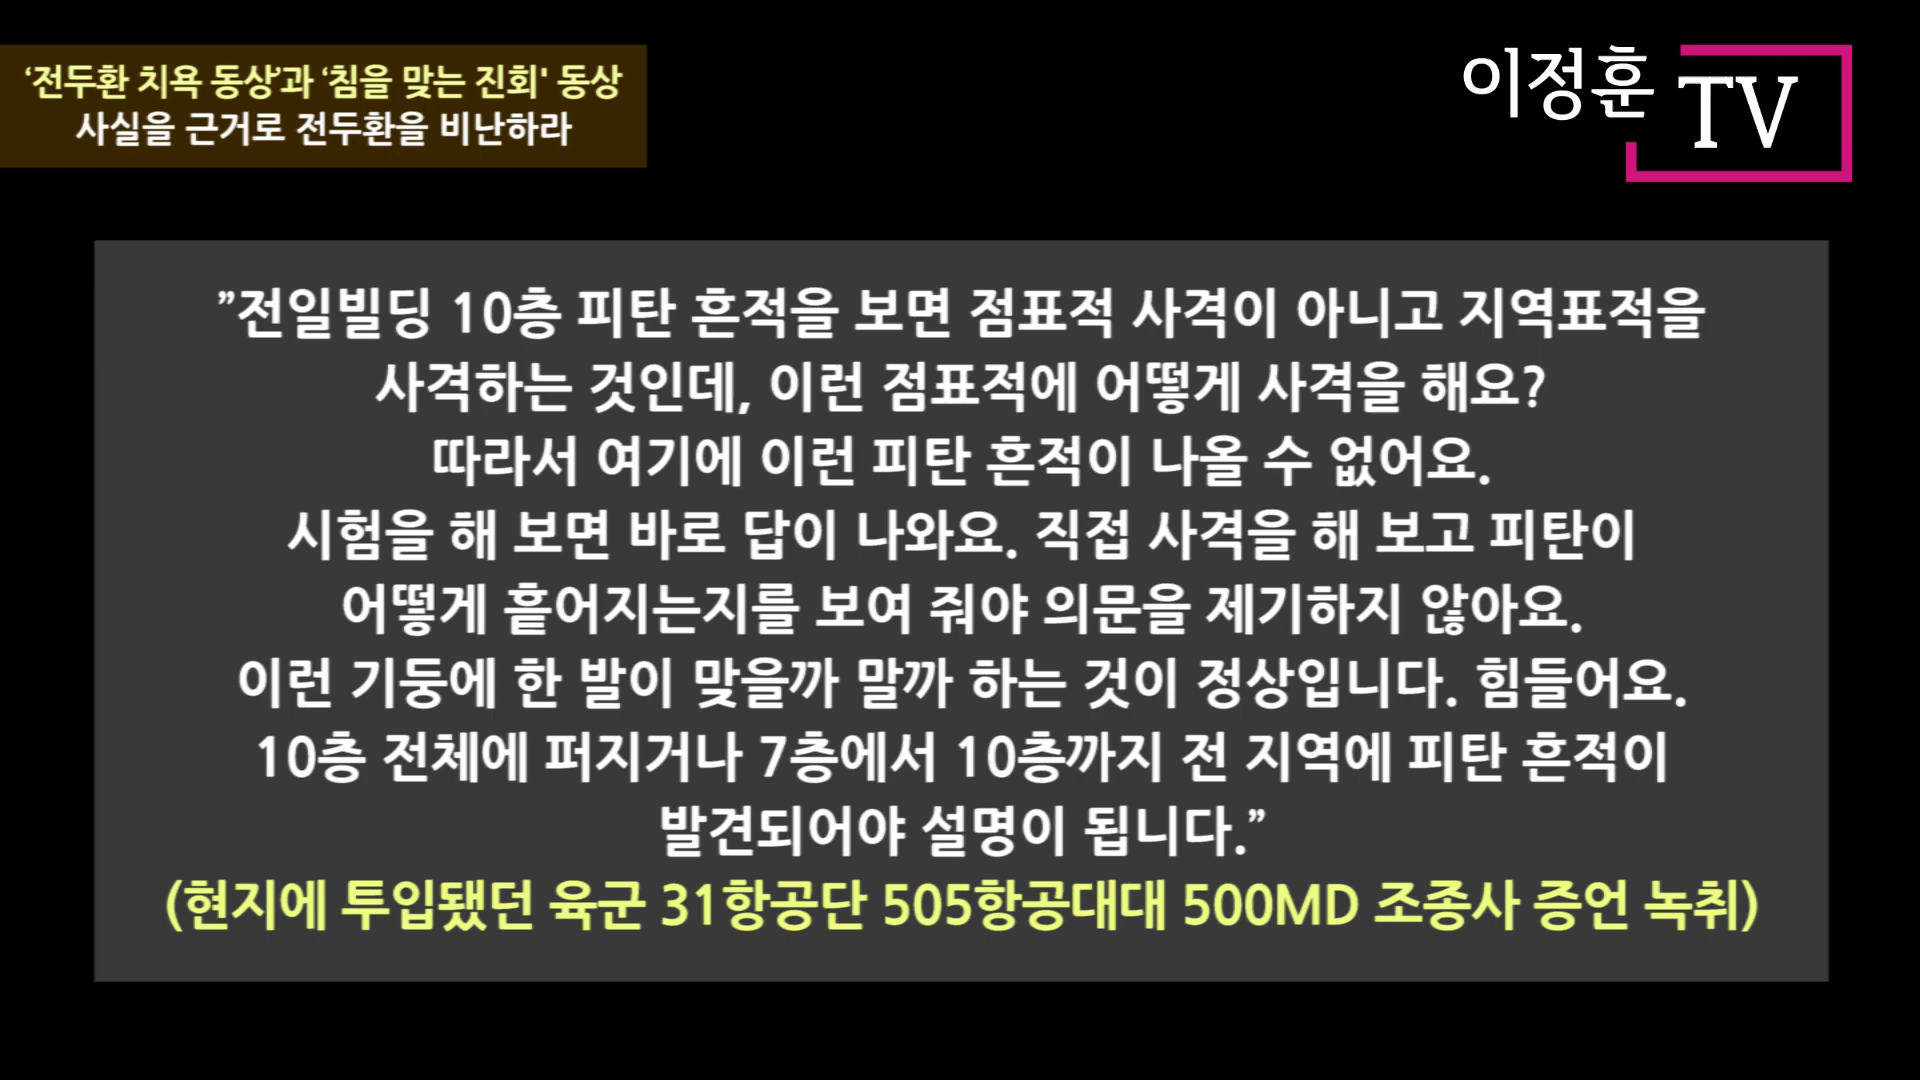 ‘전두환 치욕 동상’과 ‘침을 맞는 진회' 동상
사실을 근거로 전두환을 비난하라
이정훈 TV
”전일빌딩 10층 피탄 흔적을 보면 점표적 사격이 아니고 지역표적을
사격하는 것인데, 이런 점표적에 어떻게 사격을 해요?
따라서 여기에 이런 피탄 흔적이 나올 수 없어요.
시험을 해 보면 바로 답이 나와요. 직접 사격을 해 보고 피탄이
어떻게 흩어지는지를 보여 줘야 의문을 제기하지 않아요.
이런 기둥에 한 발이 맞을까 말까 하는 것이 정상입니다. 힘들어요.
10층 전체에 퍼지거나 7층에서 10층까지 전 지역에 피탄 흔적이
발견되어야 설명이 됩니다.”
(현지에 투입됐던 육군 31항공단 505항공대대 500MD 조종사 증언 녹취)